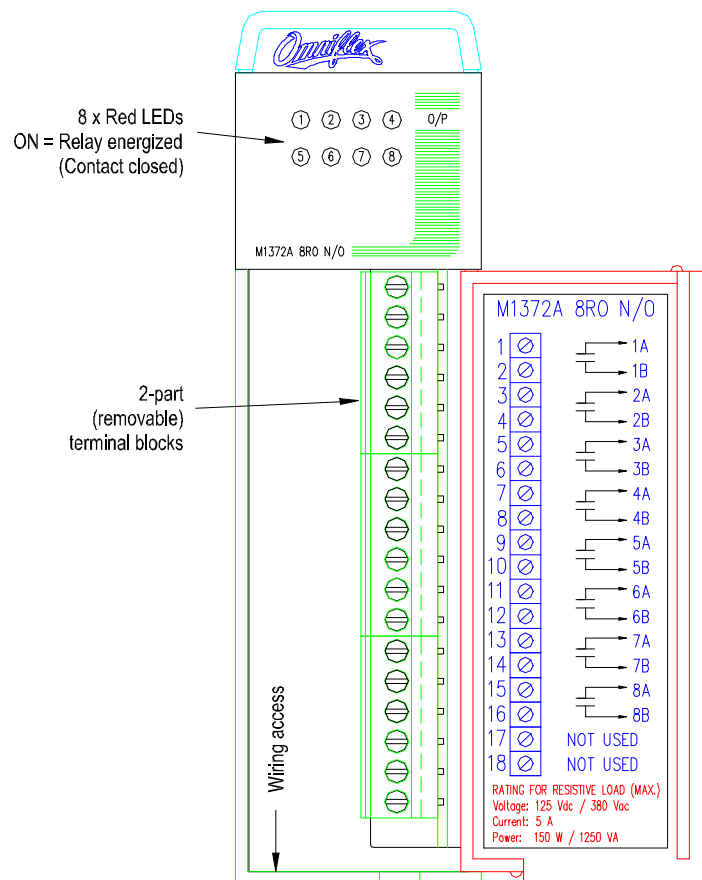 Omniflex
8 x Red LEDs
ON = Relay energized
(Contact closed)
1 2 3 4 O/P
5 6 7 8
M1372A 8RO N/O
2-part
(removable)
terminal blocks
Wiring access
M1372A 8RO N/O
1 1A
2 1B
3 2A
4 2B
5 3A
6 3B
7 4A
8 4B
9 5A
10 5B
11 6A
12 6B
13 7A
14 7B
15 8A
16 8B
17 NOT USED
18 NOT USED
RATING FOR RESISTIVE LOAD (MAX.)
Voltage: 125 Vdc / 380 Vac
Current: 5 A
Power: 150 W / 1250 VA